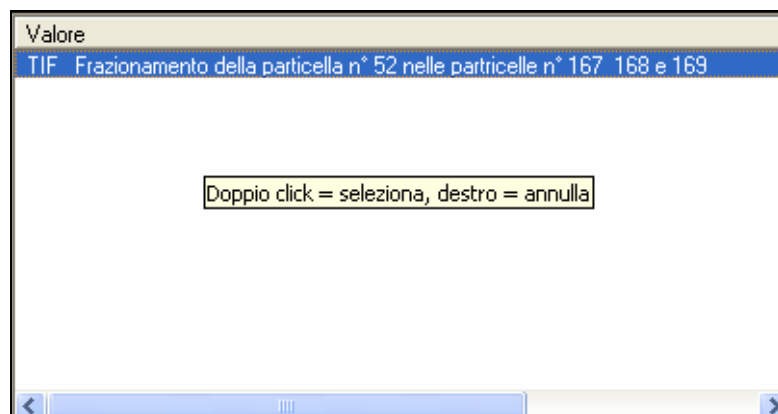 Valore
TIF Frazionamento della particella n° 52 nelle partricelle n° 167 168 e 169
Doppio click = seleziona, destro = annulla